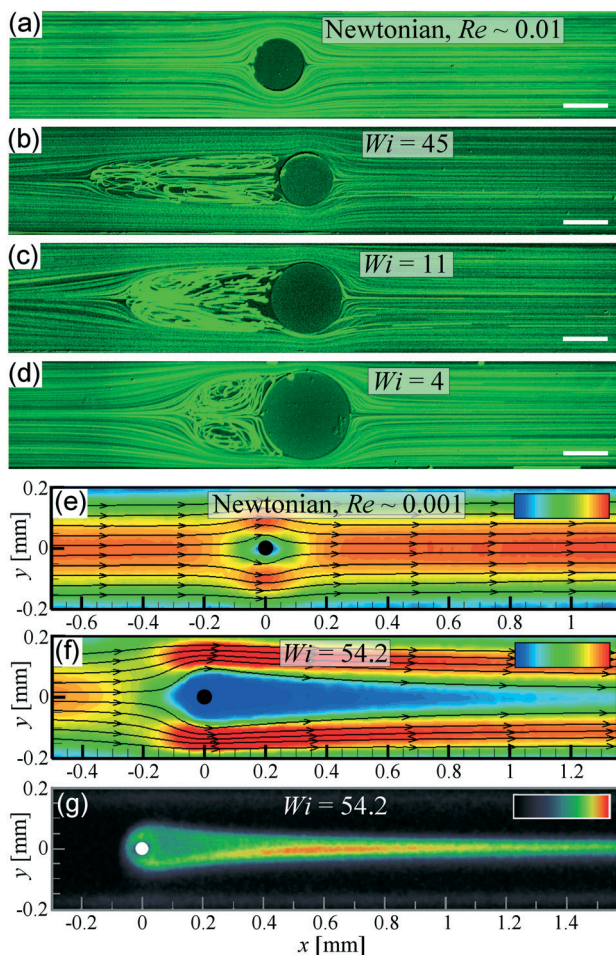 (a)
Newtonian, Re ~ 0.01
(b)
Wi = 45
(c)
Wi = 11
(d)
Wi = 4
(e)
Newtonian, Re ~ 0.001
0.2
0
-0.2
y [mm]
-0.6 -0.4 -0.2 0 0.2 0.4 0.6 0.8 1
(f)
Wi = 54.2
0.2
0
-0.2
y [mm]
-0.4 -0.2 0 0.2 0.4 0.6 0.8 1 1.2
(g)
Wi = 54.2
0.2
0
-0.2
y [mm]
-0.2 0 0.2 0.4 0.6 0.8 1 1.2 1.4
x [mm]